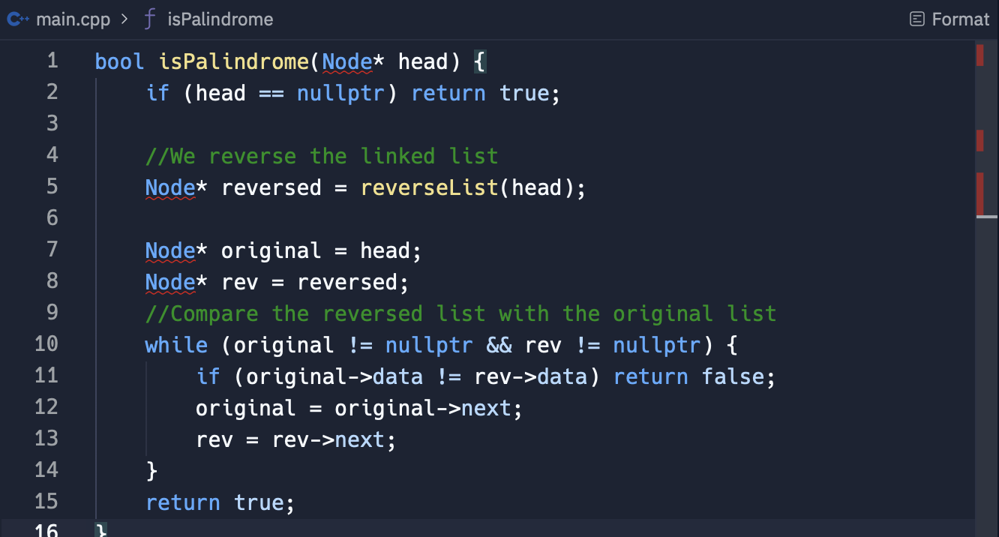 C++ main.cpp > ƒ isPalindrome Format
1 bool isPalindrome(Node* head) {
2     if (head == nullptr) return true;
3
4     //We reverse the linked list
5     Node* reversed = reverseList(head);
6
7     Node* original = head;
8     Node* rev = reversed;
9     //Compare the reversed list with the original list
10     while (original != nullptr && rev != nullptr) {
11         if (original->data != rev->data) return false;
12         original = original->next;
13         rev = rev->next;
14     }
15     return true;
16 }